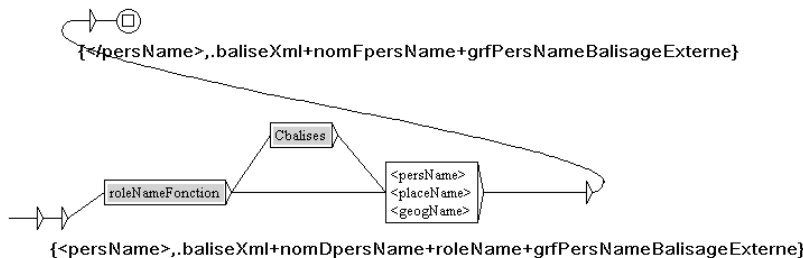 {</persName>,.baliseXml+nomFpersName+grfPersNameBalisageExterne}
Cbalises
roleNameFonction
<persName>
<placeName>
<geogName>
{<persName>,.baliseXml+nomDpersName+roleName+grfPersNameBalisageExterne}